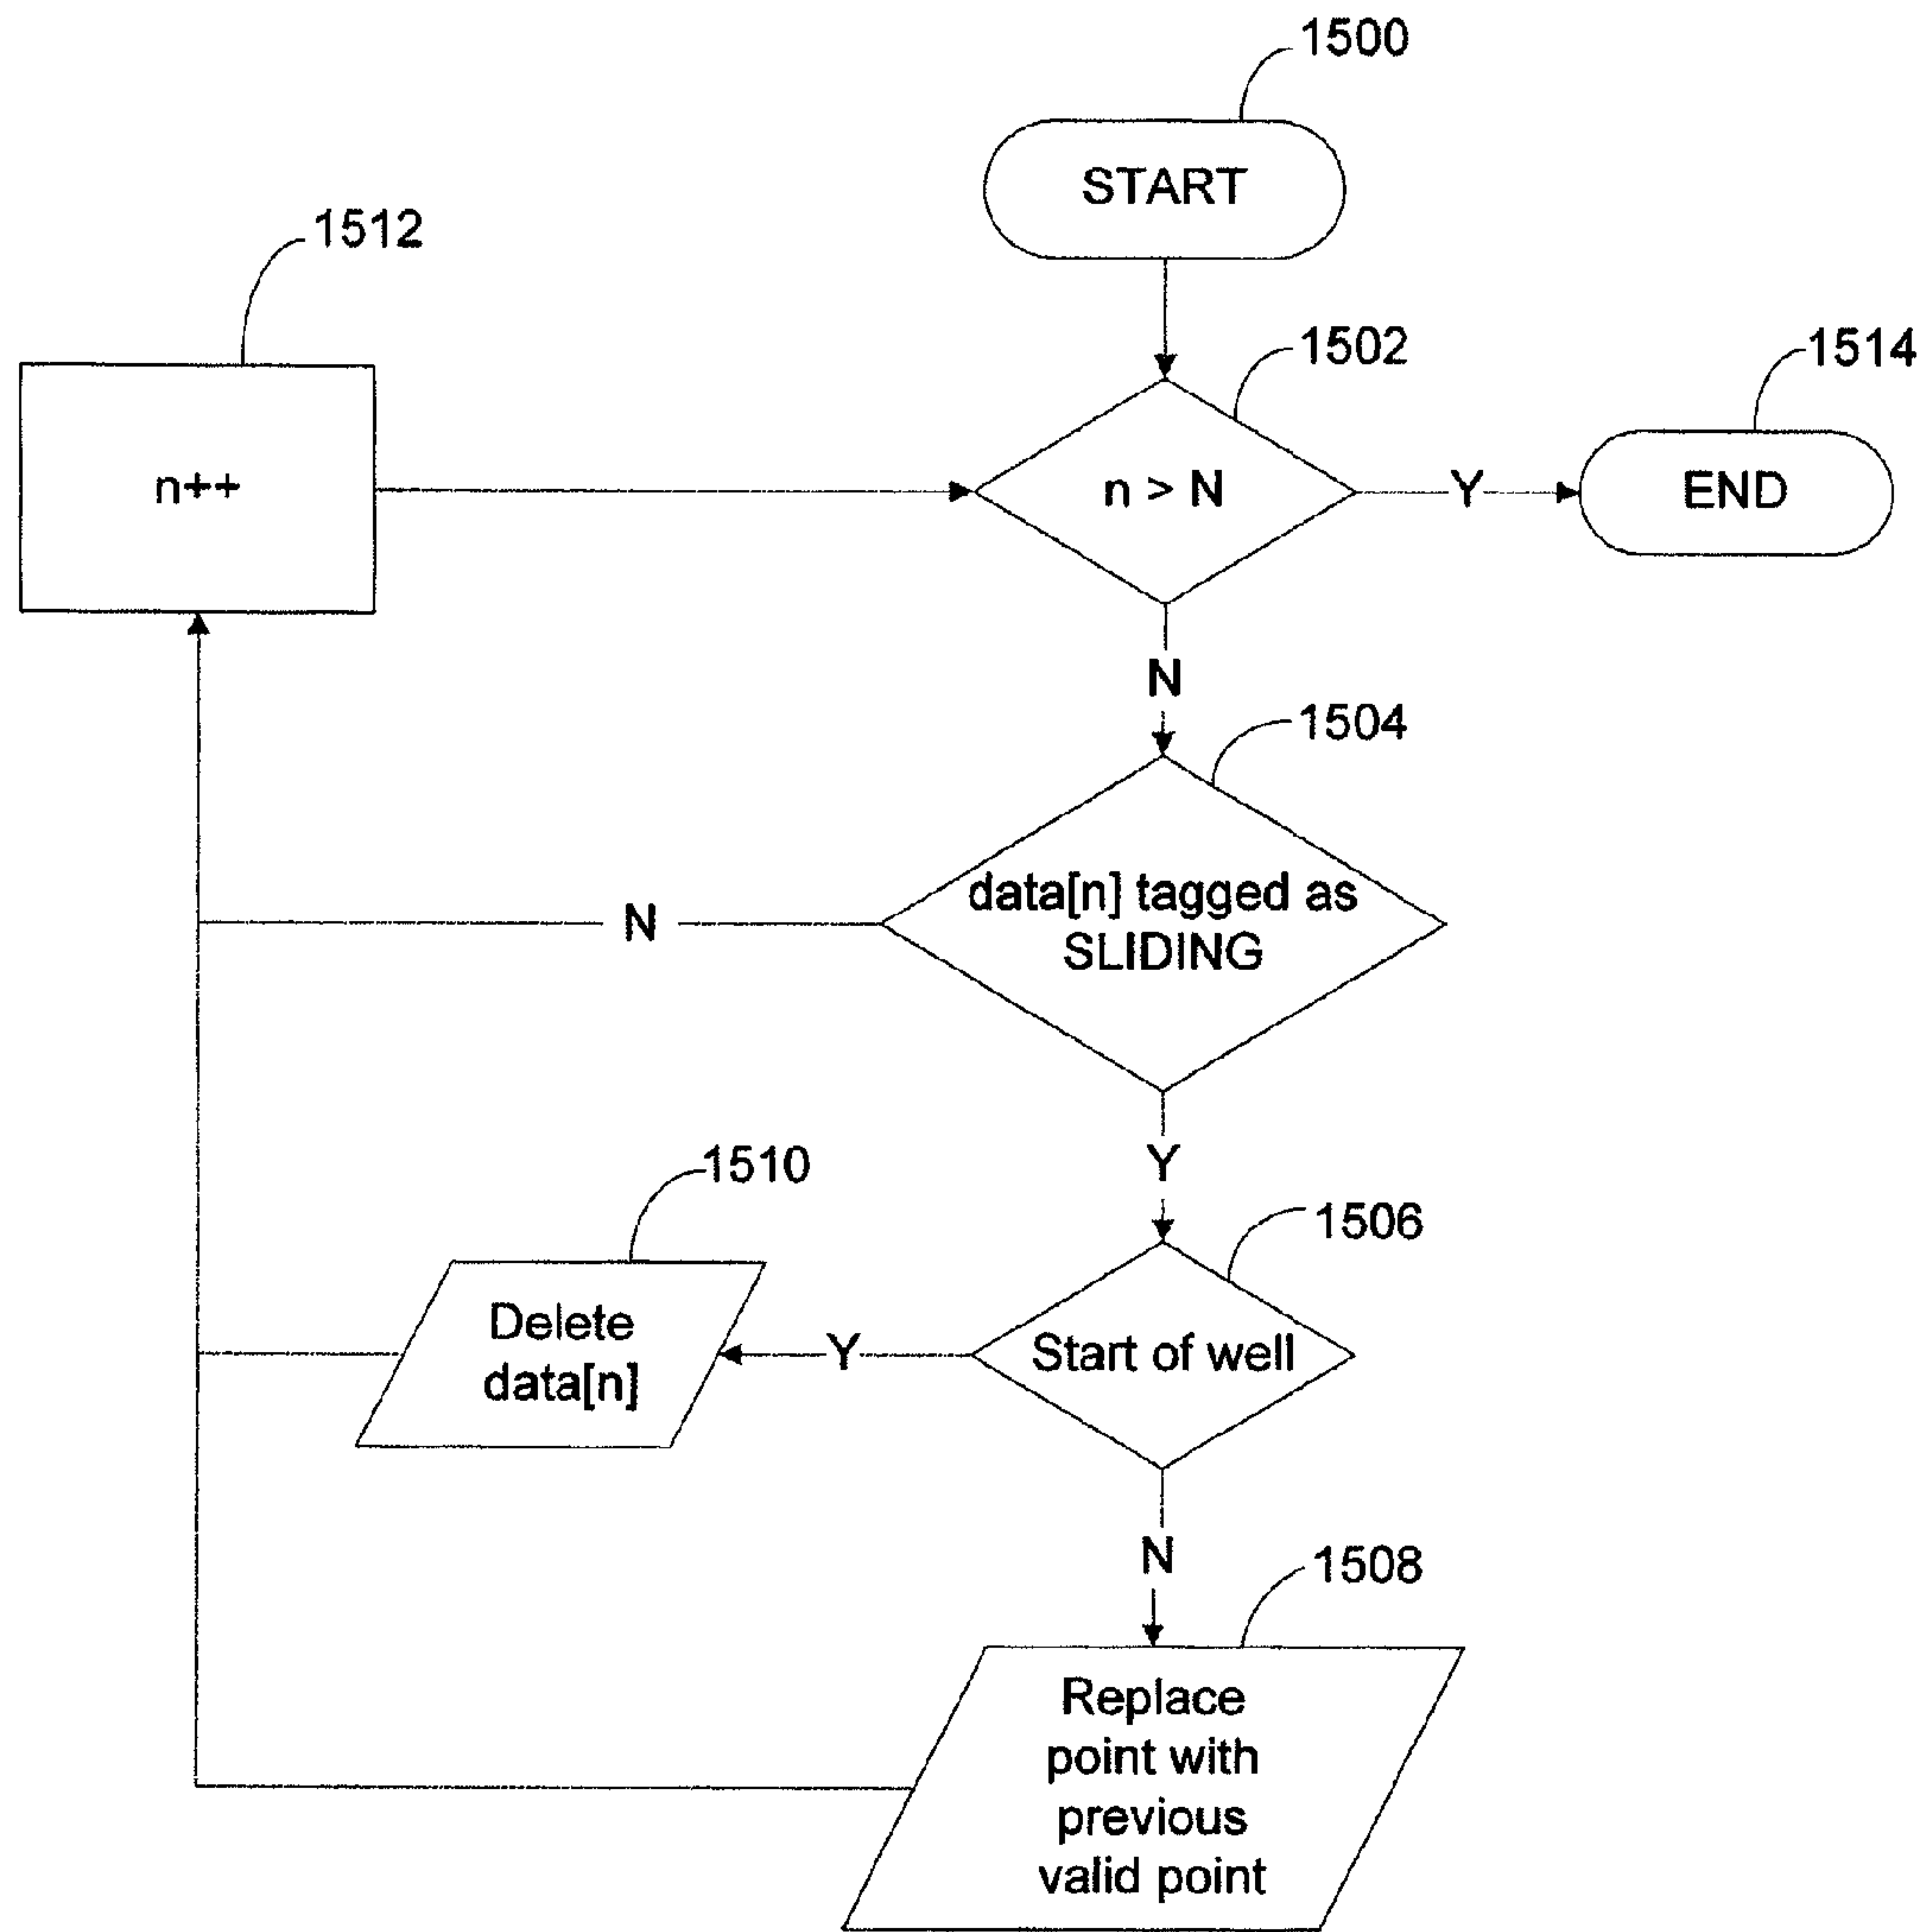 1500
START
1512
1502
1514
n++
n > N
Y
END
N
1504
data[n] tagged as
SLIDING
N
Y
1510
1506
Delete
data[n]
Y
Start of well
N
1508
Replace
point with
previous
valid point